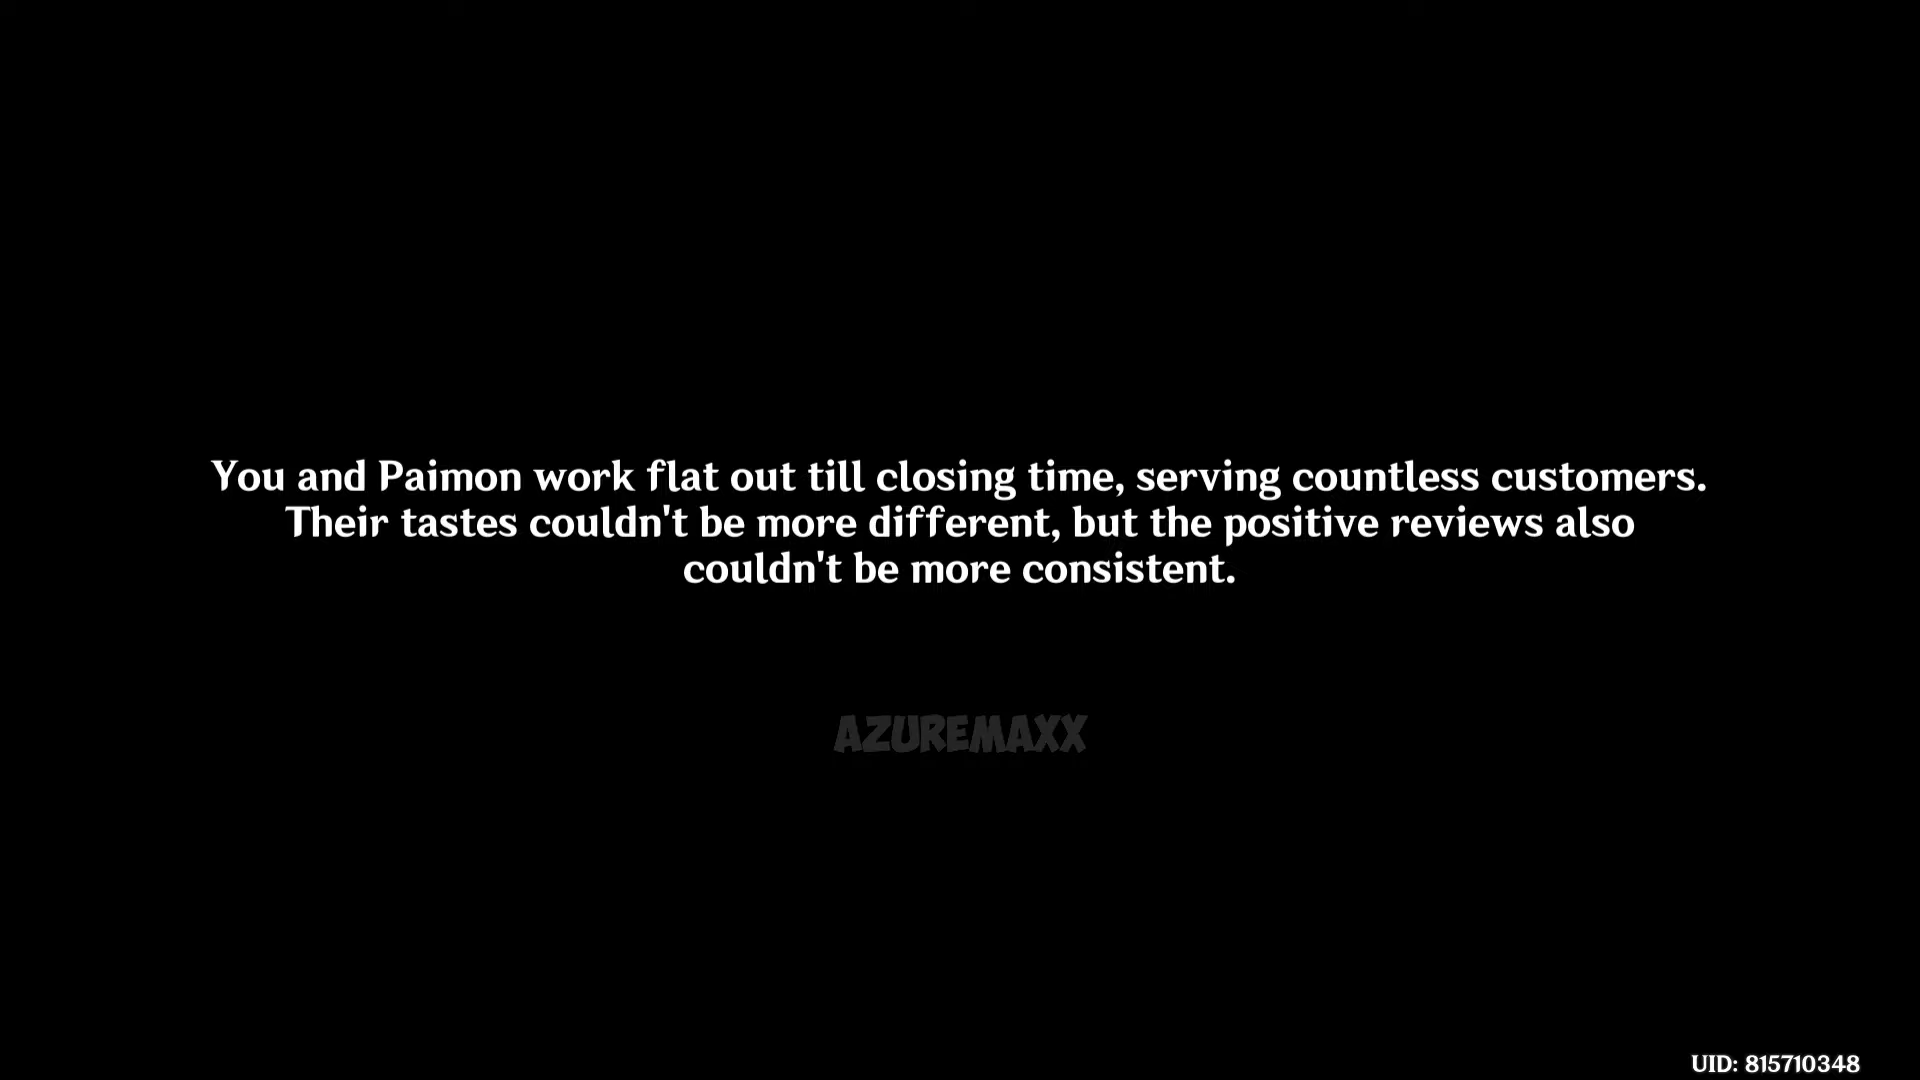 You and Paimon work flat out till closing time, serving countless customers.
Their tastes couldn't be more different, but the positive reviews also
couldn't be more consistent.
AZUREMAXX
UID: 815710348